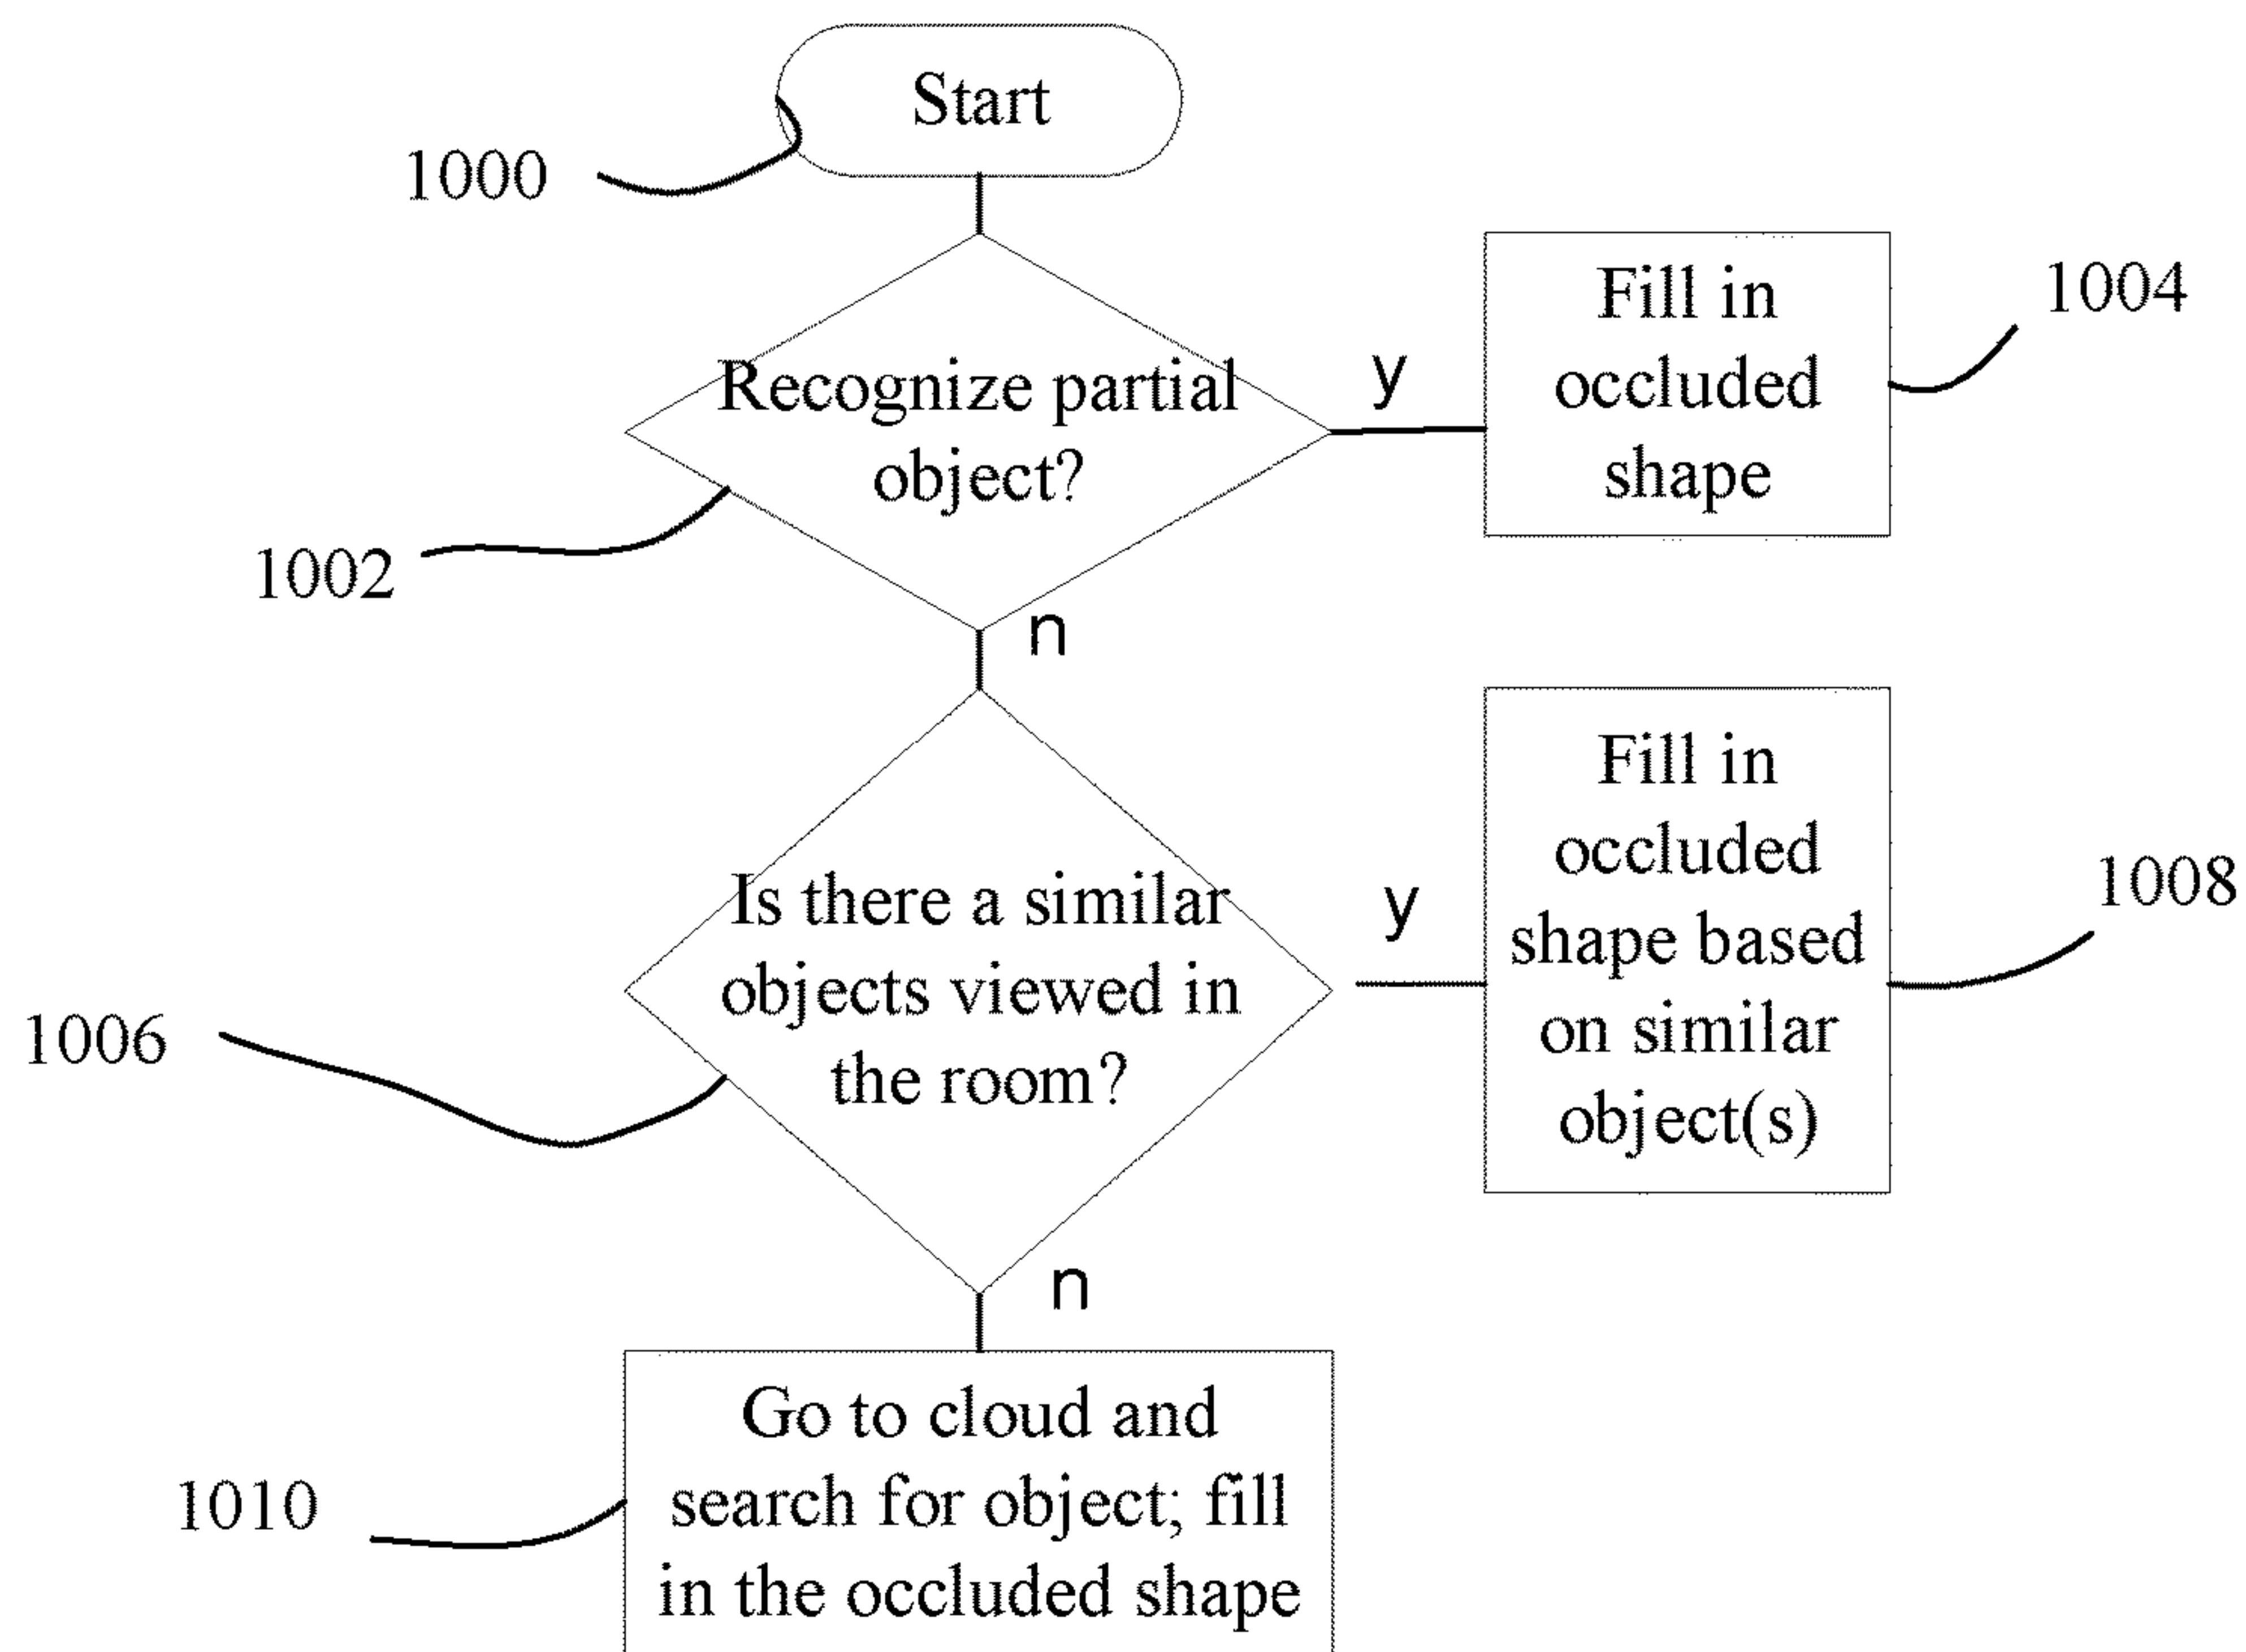 Start
1000
Recognize partial
object?
1002
y
Fill in
occluded
shape
1004
n
Is there a similar
objects viewed in
the room?
1006
y
Fill in
occluded
shape based
on similar
object(s)
1008
n
Go to cloud and
search for object; fill
in the occluded shape
1010